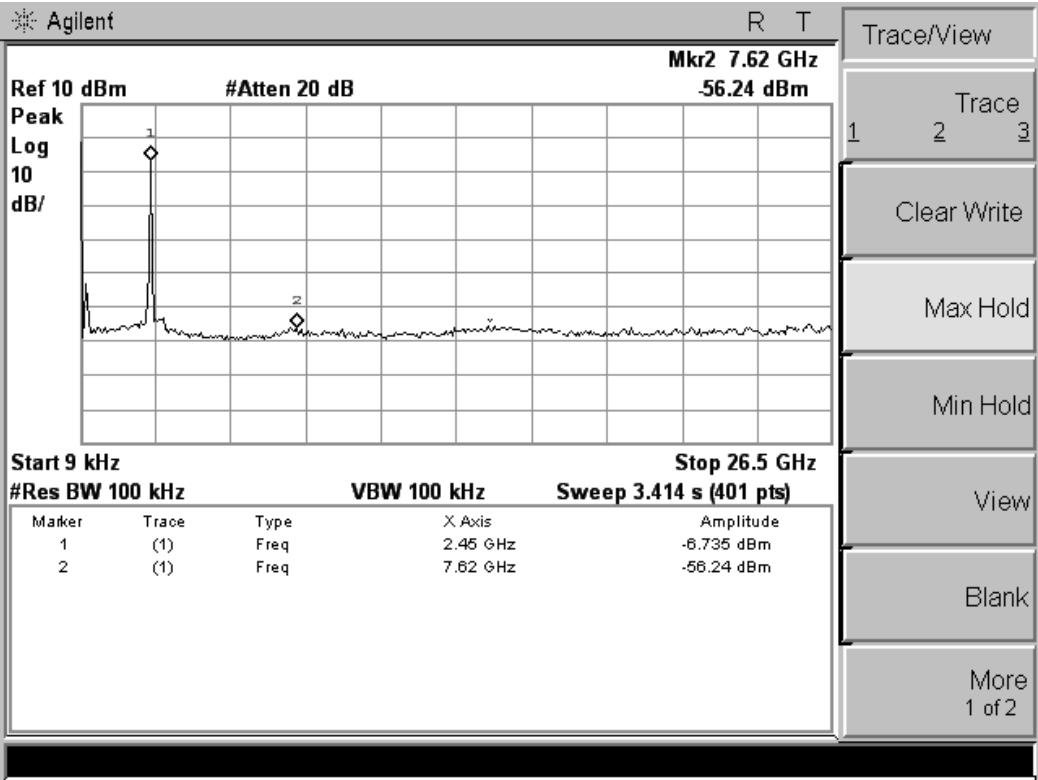 Agilent R T
Mkr2 7.62 GHz
Ref 10 dBm #Atten 20 dB -56.24 dBm
Peak
Log
10
dB/
1
2
Start 9 kHz Stop 26.5 GHz
#Res BW 100 kHz VBW 100 kHz Sweep 3.414 s (401 pts)
Marker Trace Type X Axis Amplitude
1 (1) Freq 2.45 GHz -6.735 dBm
2 (1) Freq 7.62 GHz -56.24 dBm
Trace/View
Trace
1 2 3
Clear Write
Max Hold
Min Hold
View
Blank
More
1 of 2